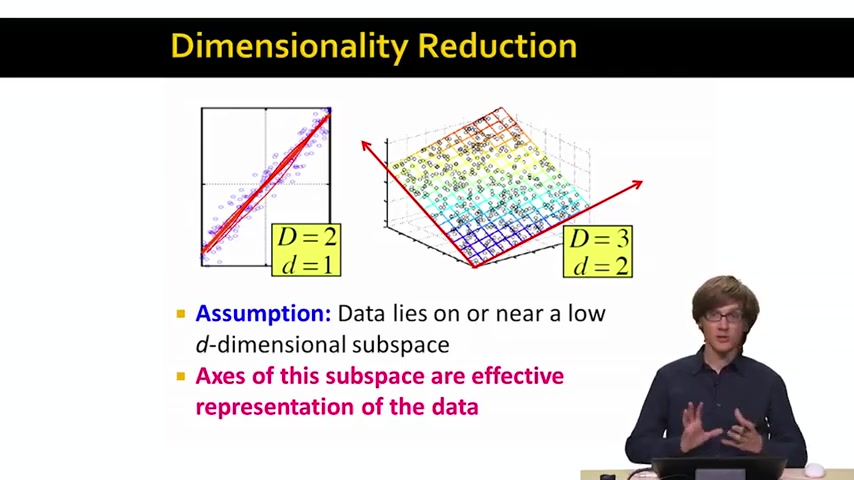 Dimensionality Reduction
D = 2
d = 1
D = 3
d = 2
Assumption: Data lies on or near a low
d-dimensional subspace
Axes of this subspace are effective
representation of the data